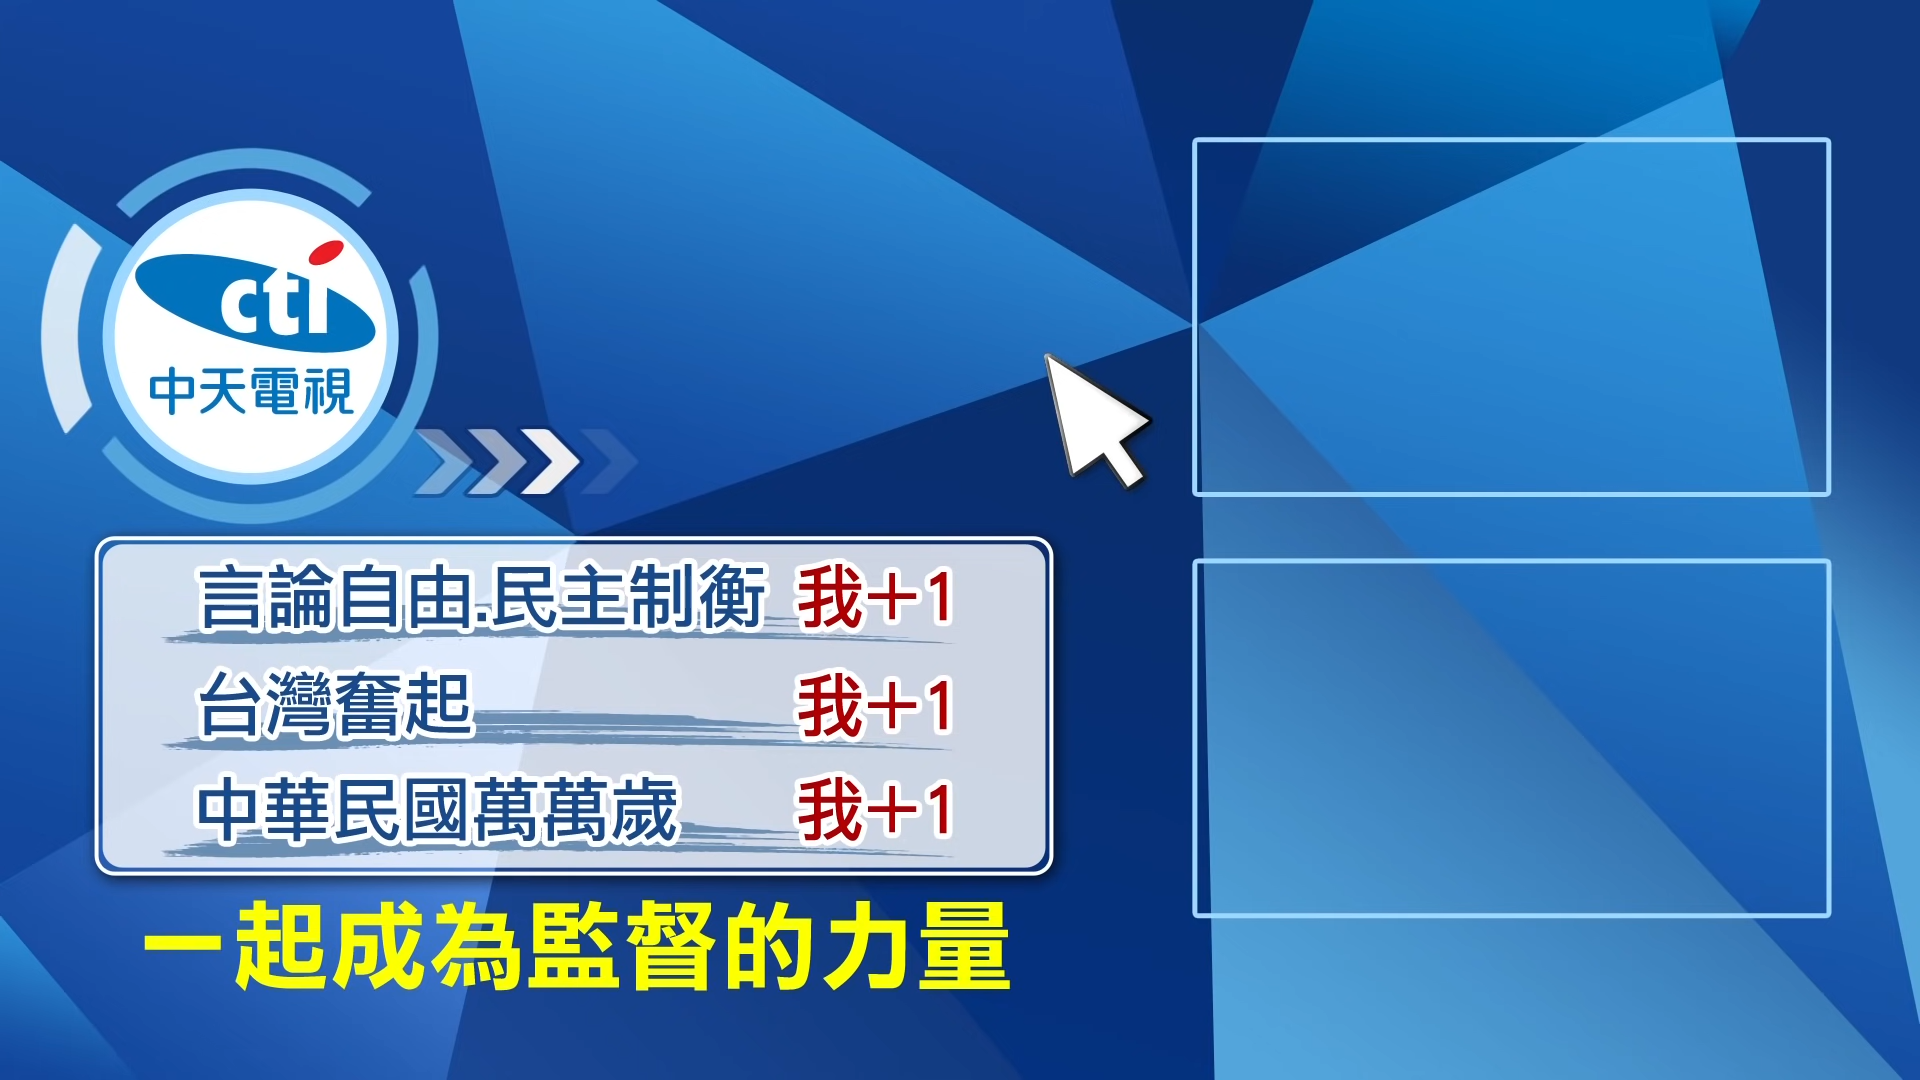 cti
中天電視
言論自由.民主制衡 我+1
台灣奮起 我+1
中華民國萬萬歲 我+1
一起成為監督的力量